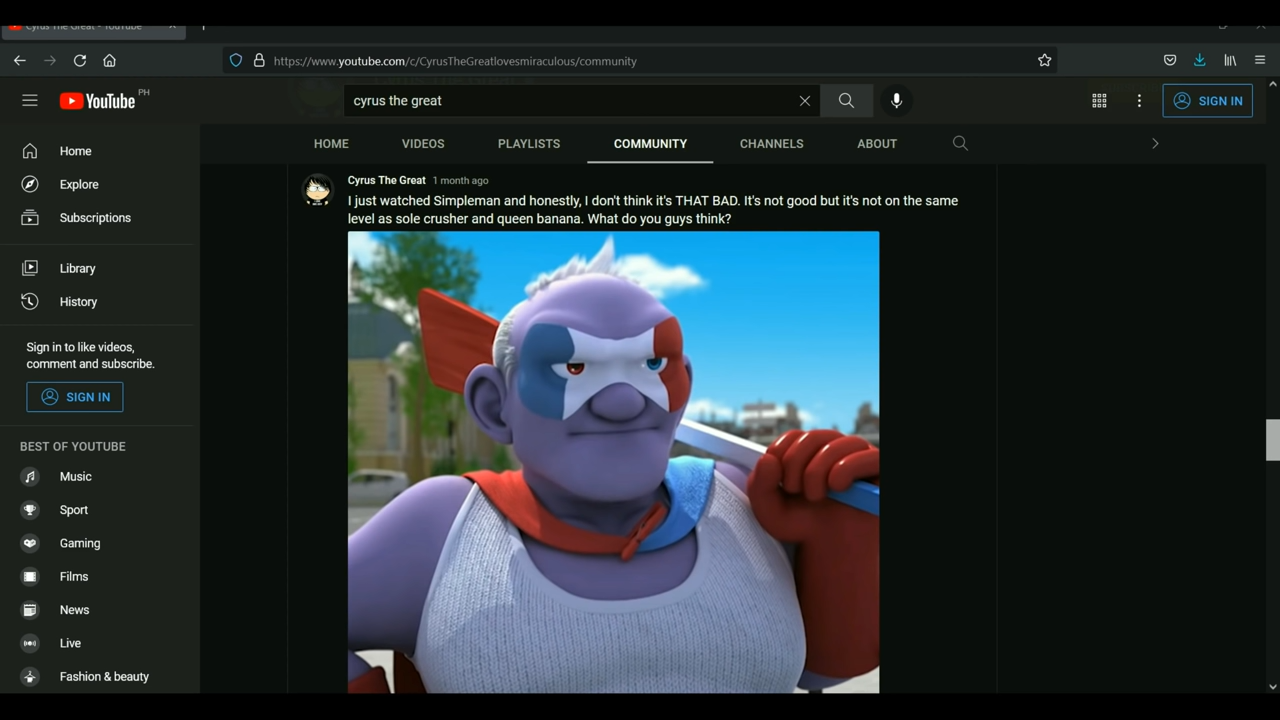 Cyrus The Great - YouTube
https://www.youtube.com/c/CyrusTheGreatlovesmiraculous/community
YouTube PH
cyrus the great
SIGN IN
HOME VIDEOS PLAYLISTS COMMUNITY CHANNELS ABOUT
Home
Explore
Subscriptions
Library
History
Sign in to like videos,
comment and subscribe.
SIGN IN
BEST OF YOUTUBE
Music
Sport
Gaming
Films
News
Live
Fashion & beauty
Cyrus The Great 1 month ago
I just watched Simpleman and honestly, I don't think it's THAT BAD. It's not good but it's not on the same
level as sole crusher and queen banana. What do you guys think?